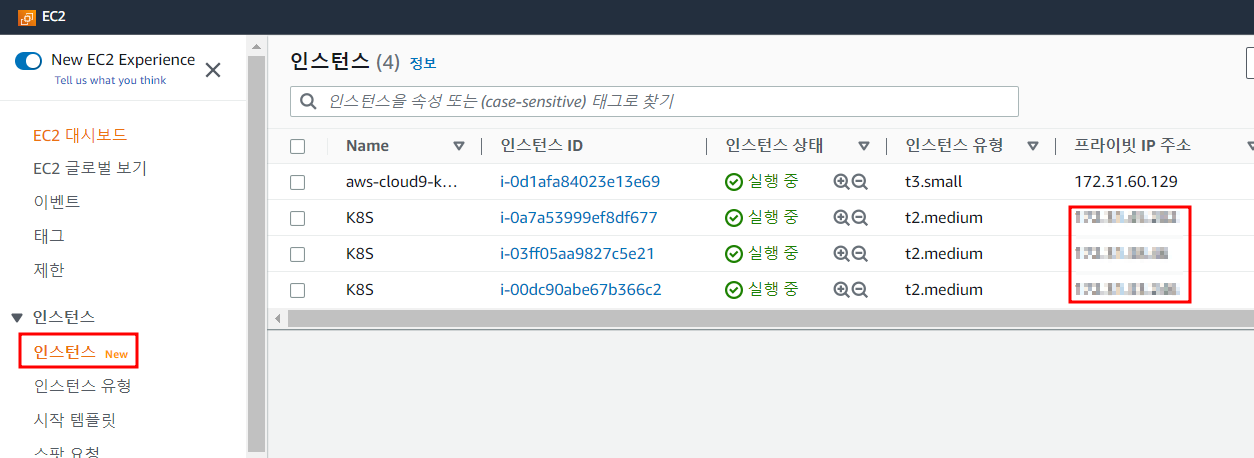 EC2
New EC2 Experience
Tell us what you think
EC2 대시보드
EC2 글로벌 보기
이벤트
태그
제한
인스턴스
인스턴스 New
인스턴스 유형
시작 템플릿
스팟 요청
인스턴스 (4) 정보
인스턴스을 속성 또는 (case-sensitive) 태그로 찾기
Name 인스턴스 ID 인스턴스 상태 인스턴스 유형 프라이빗 IP 주소
aws-cloud9-k... i-0d1afa84023e13e69 실행 중 t3.small 172.31.60.129
K8S i-0a7a53999ef8df677 실행 중 t2.medium
K8S i-03ff05aa9827c5e21 실행 중 t2.medium
K8S i-00dc90abe67b366c2 실행 중 t2.medium